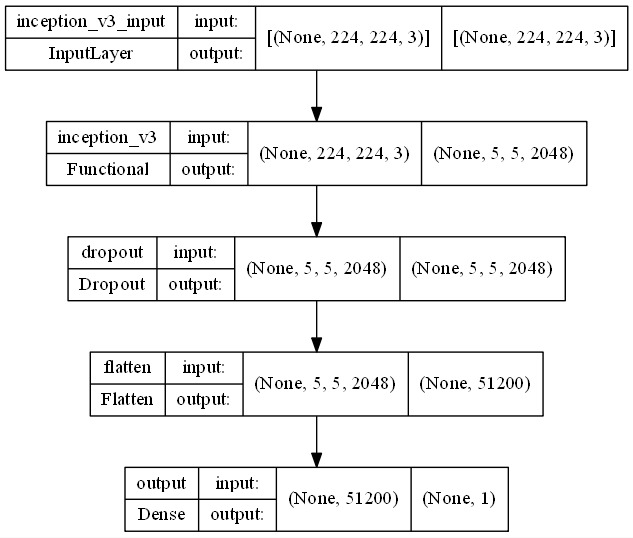 inception_v3_input input: [(None, 224, 224, 3)] [(None, 224, 224, 3)]
InputLayer output:
inception_v3 input: (None, 224, 224, 3) (None, 5, 5, 2048)
Functional output:
dropout input: (None, 5, 5, 2048) (None, 5, 5, 2048)
Dropout output:
flatten input: (None, 5, 5, 2048) (None, 51200)
Flatten output:
output input: (None, 51200) (None, 1)
Dense output: